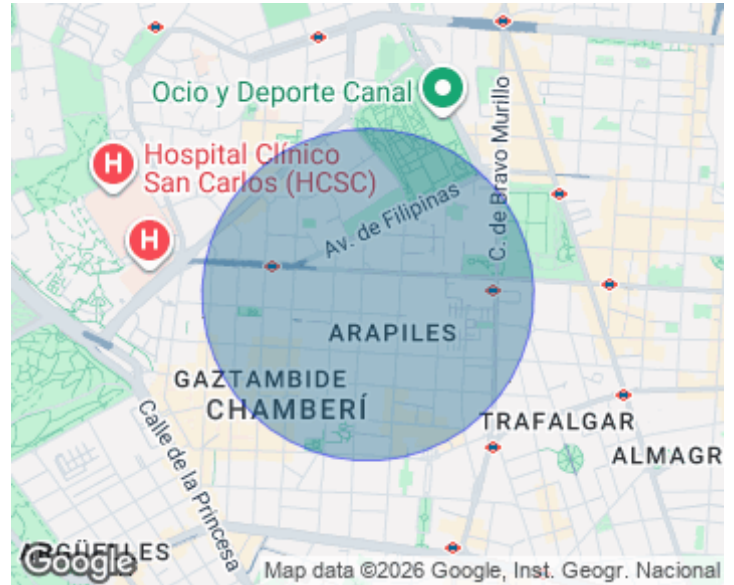 Ocio y Deporte Canal
H
Hospital Clínico
San Carlos (HCSC)
H
C. de Bravo Murillo
Av. de Filipinas
ARAPILES
GAZTAMBIDE
CHAMBERÍ
TRAFALGAR
ALMAGR
Calle de la Princesa
ARGÜELLES
Google
Map data ©2026 Google, Inst. Geogr. Nacional